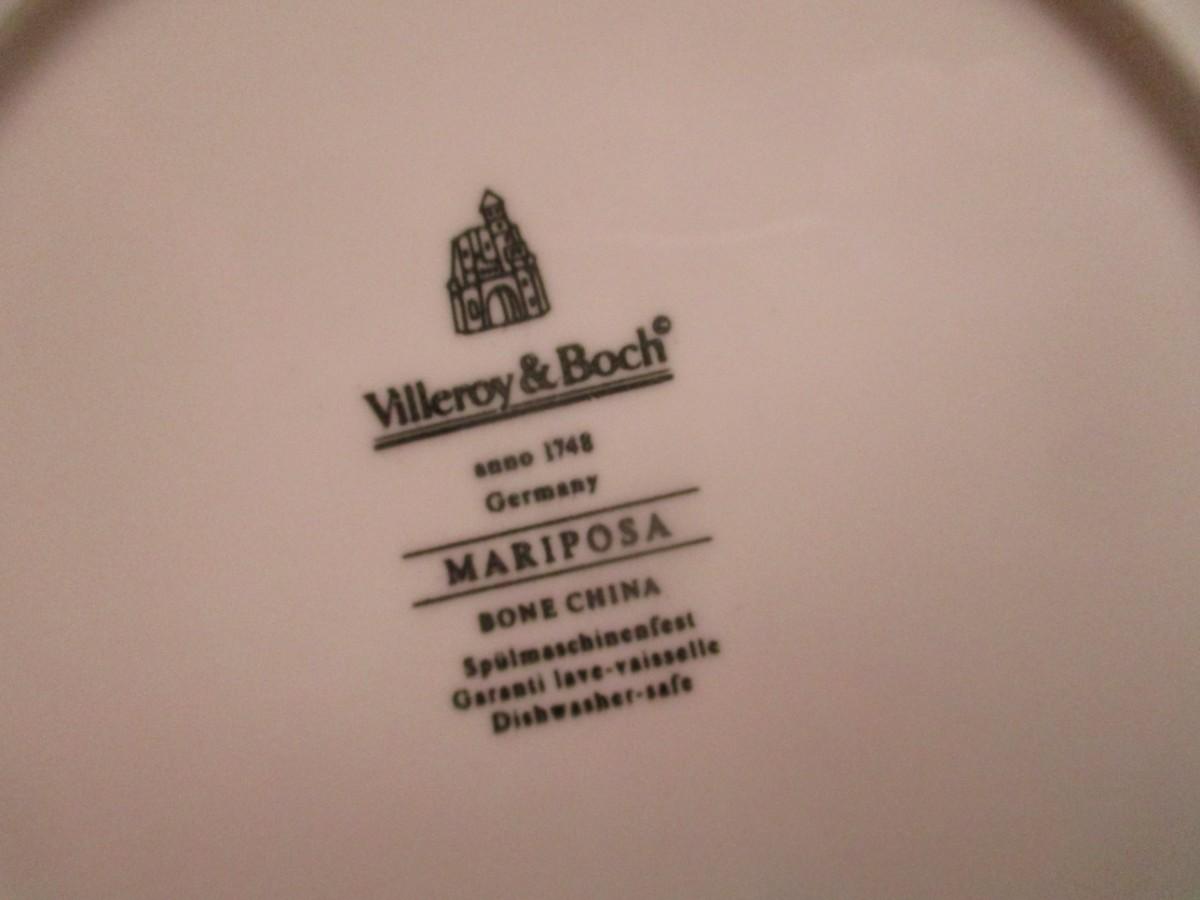 Villeroy & Boch©
anno 1748
Germany
MARIPOSA
BONE CHINA
Spülmaschinenfest
Garanti lave-vaisselle
Dishwasher-safe